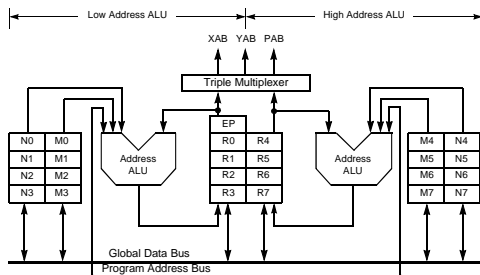 Low Address ALU High Address ALU
XAB YAB PAB
Triple Multiplexer
EP
N0 M0 R0 R4 M4 N4
N1 M1 Address ALU R1 R5 Address ALU M5 N5
N2 M2 R2 R6 M6 N6
N3 M3 R3 R7 M7 N7
Global Data Bus
Program Address Bus